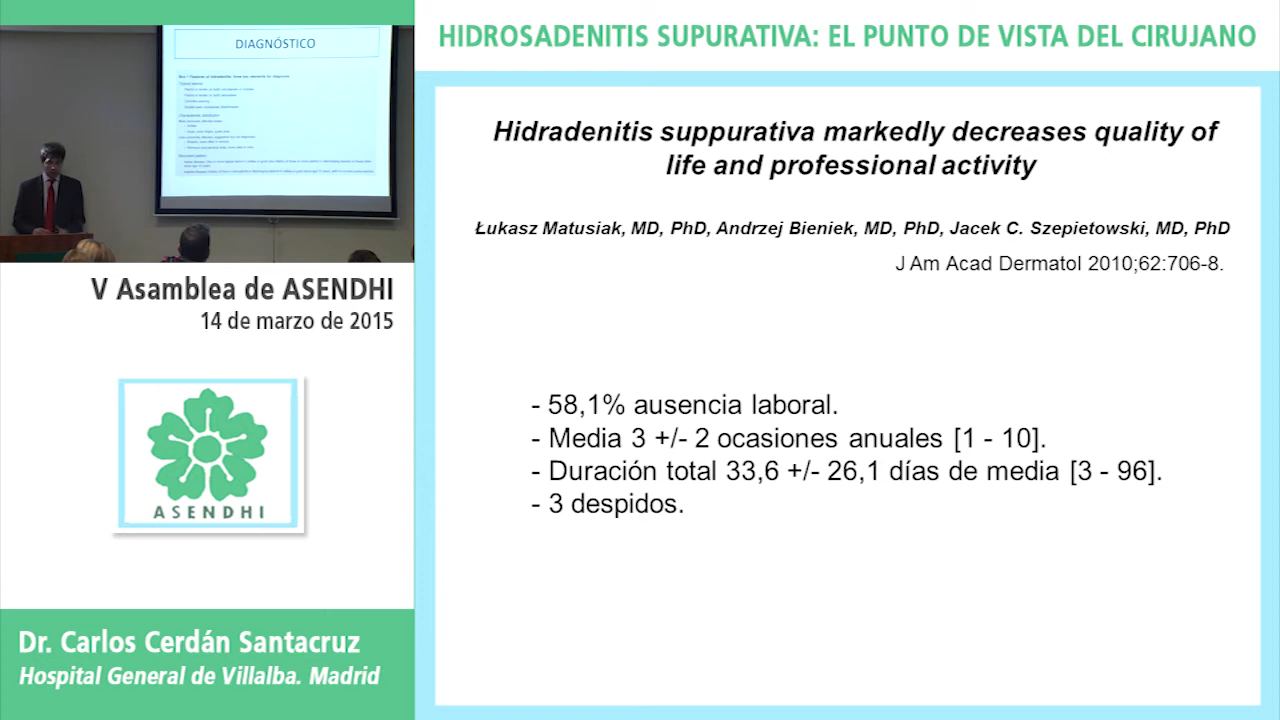 HIDROSADENITIS SUPURATIVA: EL PUNTO DE VISTA DEL CIRUJANO
DIAGNÓSTICO
Hidradenitis suppurativa markedly decreases quality of
life and professional activity
Łukasz Matusiak, MD, PhD, Andrzej Bieniek, MD, PhD, Jacek C. Szepietowski, MD, PhD
J Am Acad Dermatol 2010;62:706-8.
- 58,1% ausencia laboral.
- Media 3 +/- 2 ocasiones anuales [1 - 10].
- Duración total 33,6 +/- 26,1 días de media [3 - 96].
- 3 despidos.
V Asamblea de ASENDHI
14 de marzo de 2015
ASENDHI
Dr. Carlos Cerdán Santacruz
Hospital General de Villalba. Madrid